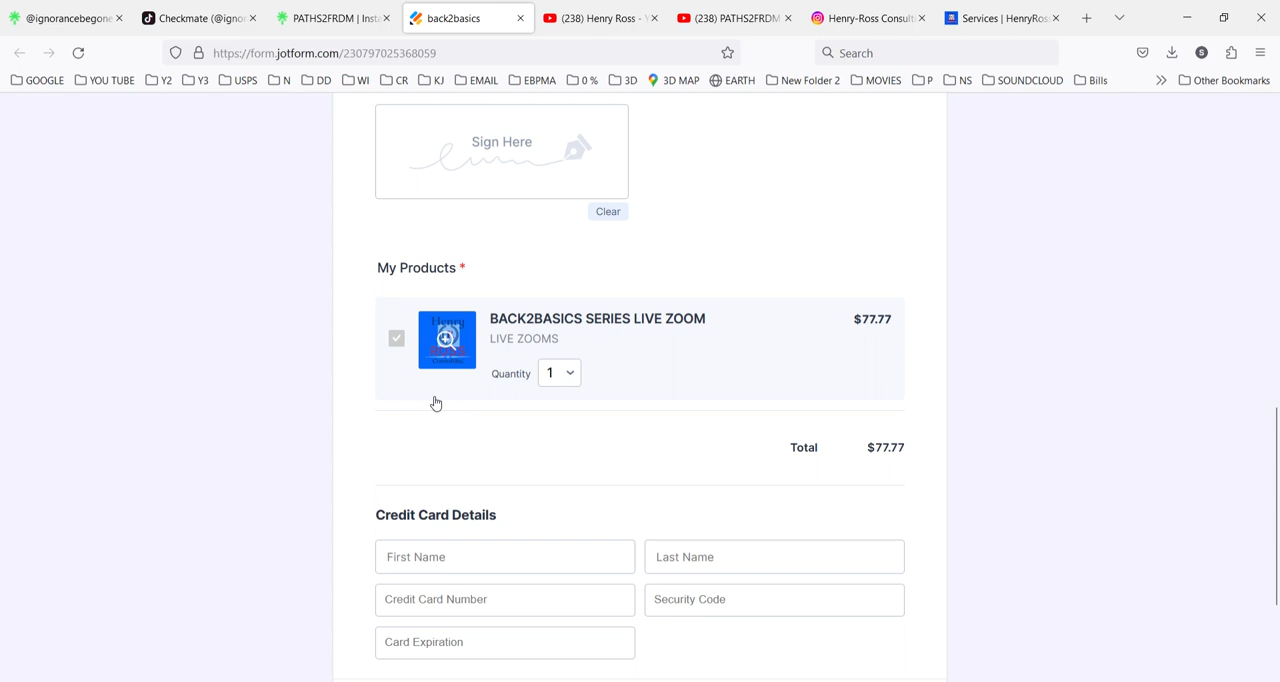 @ignorancebegone
Checkmate (@ignor
PATHS2FRDM | Insta
back2basics
(238) Henry Ross - Y
(238) PATHS2FRDM
Henry-Ross Consulti
Services | HenryRos
https://form.jotform.com/230797025368059
Search
S
GOOGLE YOU TUBE Y2 Y3 USPS N DD WI CR KJ EMAIL EBPMA 0 % 3D 3D MAP EARTH New Folder 2 MOVIES P NS SOUNDCLOUD Bills Other Bookmarks
Sign Here
Clear
My Products *
Henry
BACK2BASICS SERIES LIVE ZOOM $77.77
LIVE ZOOMS
Quantity 1
Total $77.77
Credit Card Details
First Name Last Name
Credit Card Number Security Code
Card Expiration